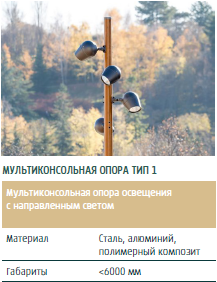 МУЛЬТИКОНСОЛЬНАЯ ОПОРА ТИП 1
Мультиконсольная опора освещения
с направленным светом
Материал Сталь, алюминий,
полимерный композит
Габариты <6000 мм